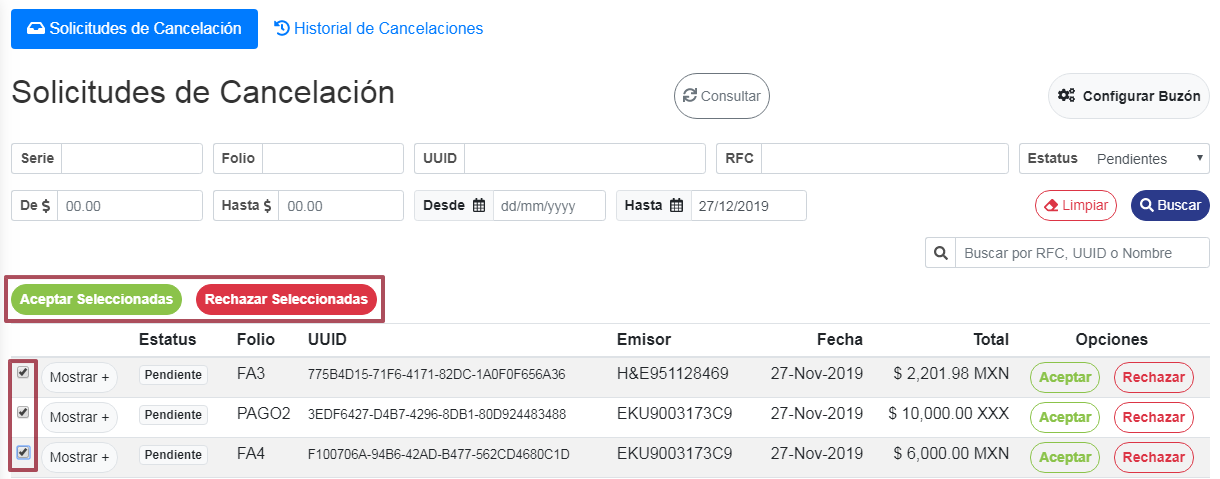 Solicitudes de Cancelación Historial de Cancelaciones
Solicitudes de Cancelación Consultar Configurar Buzón
Serie Folio UUID RFC Estatus Pendientes
De $ 00.00 Hasta $ 00.00 Desde dd/mm/yyyy Hasta 27/12/2019 Limpiar Buscar
Buscar por RFC, UUID o Nombre
Aceptar Seleccionadas Rechazar Seleccionadas
Estatus Folio UUID Emisor Fecha Total Opciones
Mostrar + Pendiente FA3 775B4D15-71F6-4171-82DC-1A0F0F656A36 H&E951128469 27-Nov-2019 $ 2,201.98 MXN Aceptar Rechazar
Mostrar + Pendiente PAGO2 3EDF6427-D4B7-4296-8DB1-80D924483488 EKU9003173C9 27-Nov-2019 $ 10,000.00 XXX Aceptar Rechazar
Mostrar + Pendiente FA4 F100706A-94B6-42AD-B477-562CD4680C1D EKU9003173C9 27-Nov-2019 $ 6,000.00 MXN Aceptar Rechazar